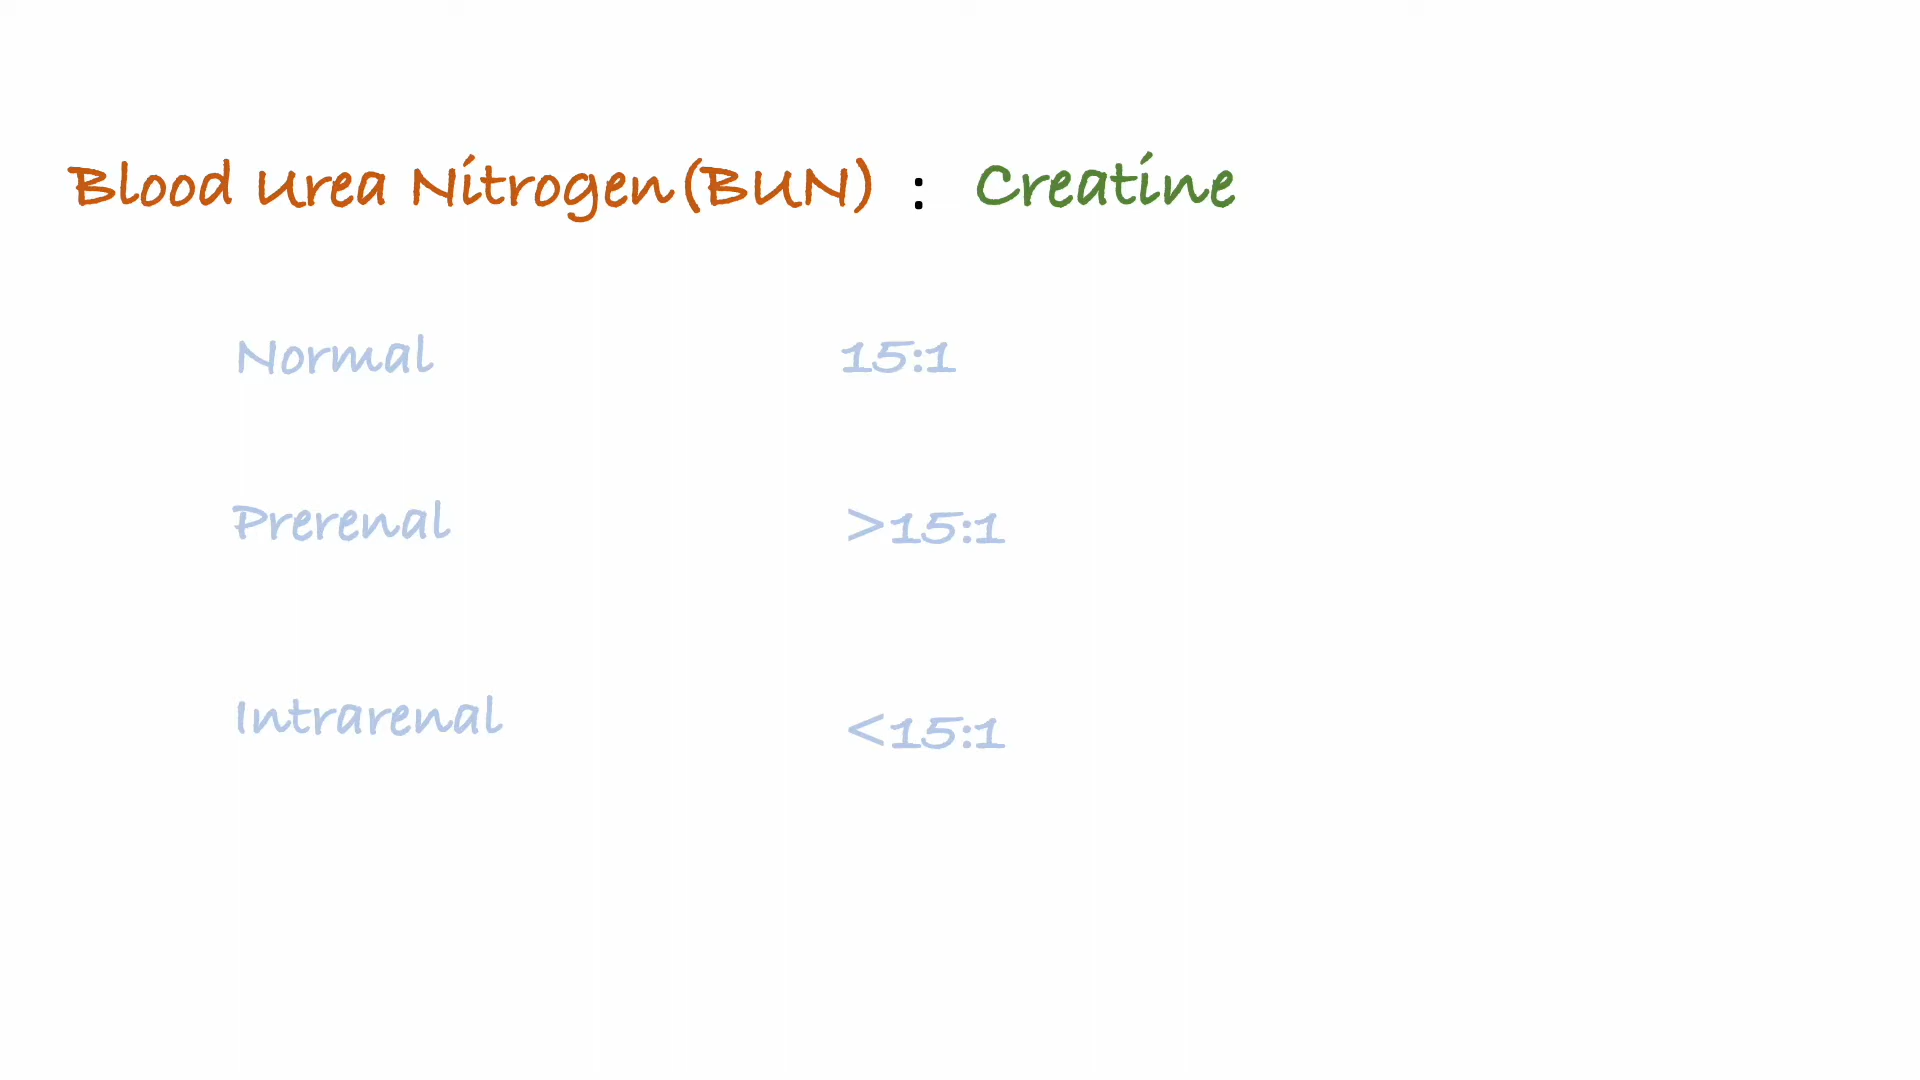 Blood Urea Nitrogen(BUN) : Creatine
Normal 15:1
Prerenal >15:1
Intrarenal <15:1